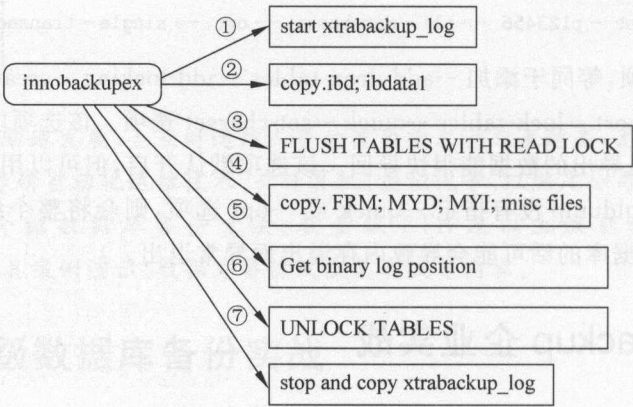 ①
start xtrabackup_log
innobackupex
②
copy.ibd; ibdata1
③
FLUSH TABLES WITH READ LOCK
④
copy. FRM; MYD; MYI; misc files
⑤
⑥
Get binary log position
⑦
UNLOCK TABLES
stop and copy xtrabackup_log